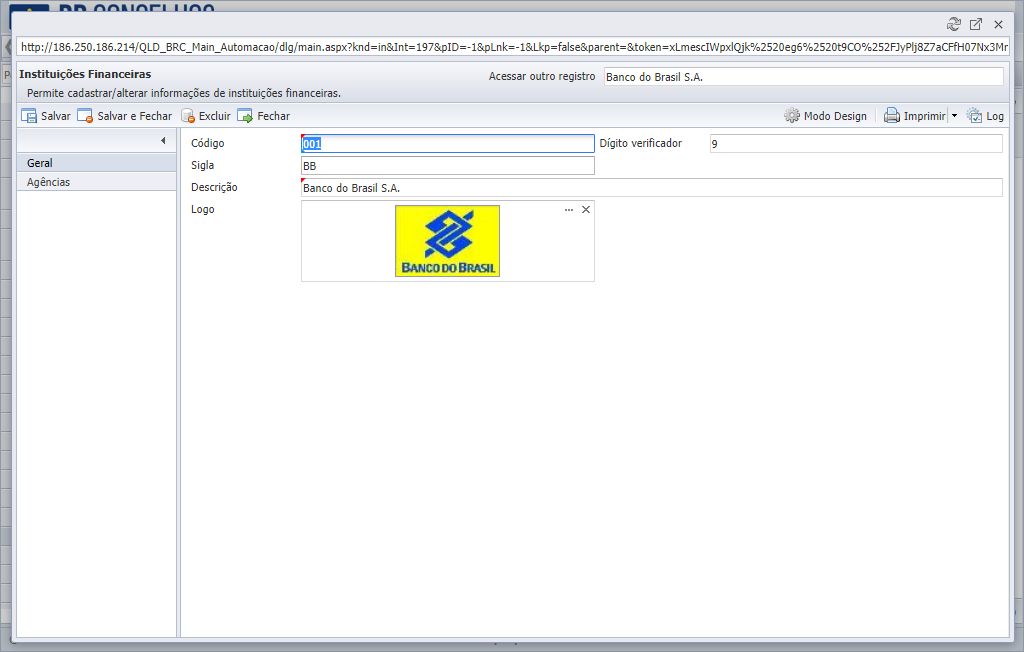 http://186.250.186.214/QLD_BRC_Main_Automacao/dlg/main.aspx?knd=in&Int=197&pID=-1&pLnk=-1&Lkp=false&parent=&token=xLmescIWpxlQjk%2520eg6%2520t9CO%252FJyPlj8Z7aCFfH07Nx3Mr
Instituições Financeiras
Acessar outro registro Banco do Brasil S.A.
Permite cadastrar/alterar informações de instituições financeiras.
Salvar Salvar e Fechar Excluir Fechar Modo Design Imprimir Log
Geral
Agências
Código 001 Dígito verificador 9
Sigla BB
Descrição Banco do Brasil S.A.
Logo
BANCO DO BRASIL